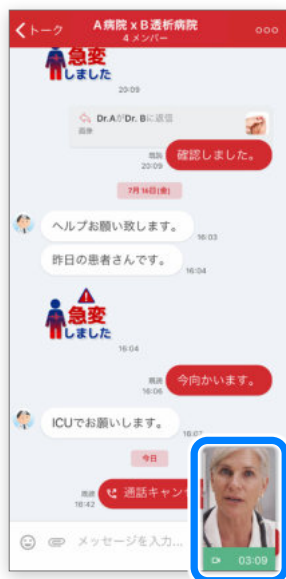 トーク
A病院 x B透析病院
4 メンバー
急変
しました
20:09
Dr.AがDr. Bに返信
画像
既読
20:09
確認しました。
7月16日(金)
ヘルプお願い致します。
16:03
昨日の患者さんです。
16:04
急変
しました
16:04
既読
16:06
今向かいます。
ICUでお願いします。
16:07
今日
既読
16:42
通話キャン
メッセージを入力...
03:09